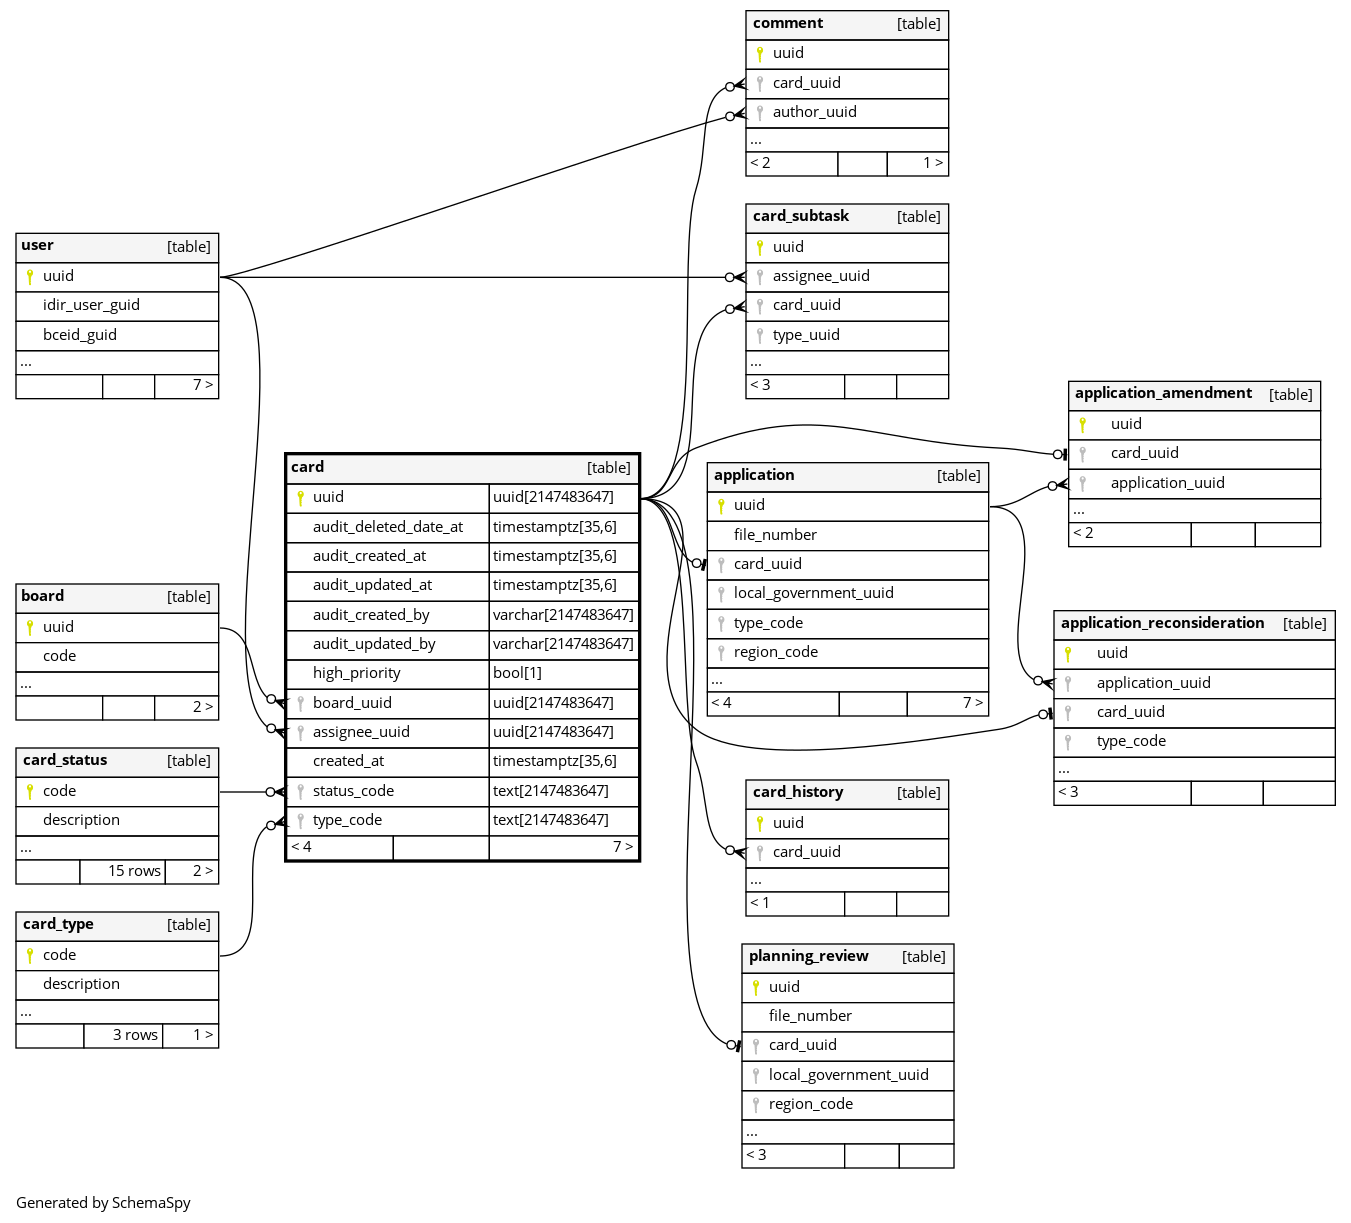 comment [table]
uuid
card_uuid
author_uuid
...
< 2 1 >
card_subtask [table]
uuid
assignee_uuid
card_uuid
type_uuid
...
< 3
user [table]
uuid
idir_user_guid
bceid_guid
...
7 >
application_amendment [table]
uuid
card_uuid
application_uuid
...
< 2
card [table]
uuid uuid[2147483647]
audit_deleted_date_at timestamptz[35,6]
audit_created_at timestamptz[35,6]
audit_updated_at timestamptz[35,6]
audit_created_by varchar[2147483647]
audit_updated_by varchar[2147483647]
high_priority bool[1]
board_uuid uuid[2147483647]
assignee_uuid uuid[2147483647]
created_at timestamptz[35,6]
status_code text[2147483647]
type_code text[2147483647]
< 4 7 >
application [table]
uuid
file_number
card_uuid
local_government_uuid
type_code
region_code
...
< 4 7 >
board [table]
uuid
code
...
2 >
application_reconsideration [table]
uuid
application_uuid
card_uuid
type_code
...
< 3
card_status [table]
code
description
...
15 rows 2 >
card_history [table]
uuid
card_uuid
...
< 1
card_type [table]
code
description
...
3 rows 1 >
planning_review [table]
uuid
file_number
card_uuid
local_government_uuid
region_code
...
< 3
Generated by SchemaSpy